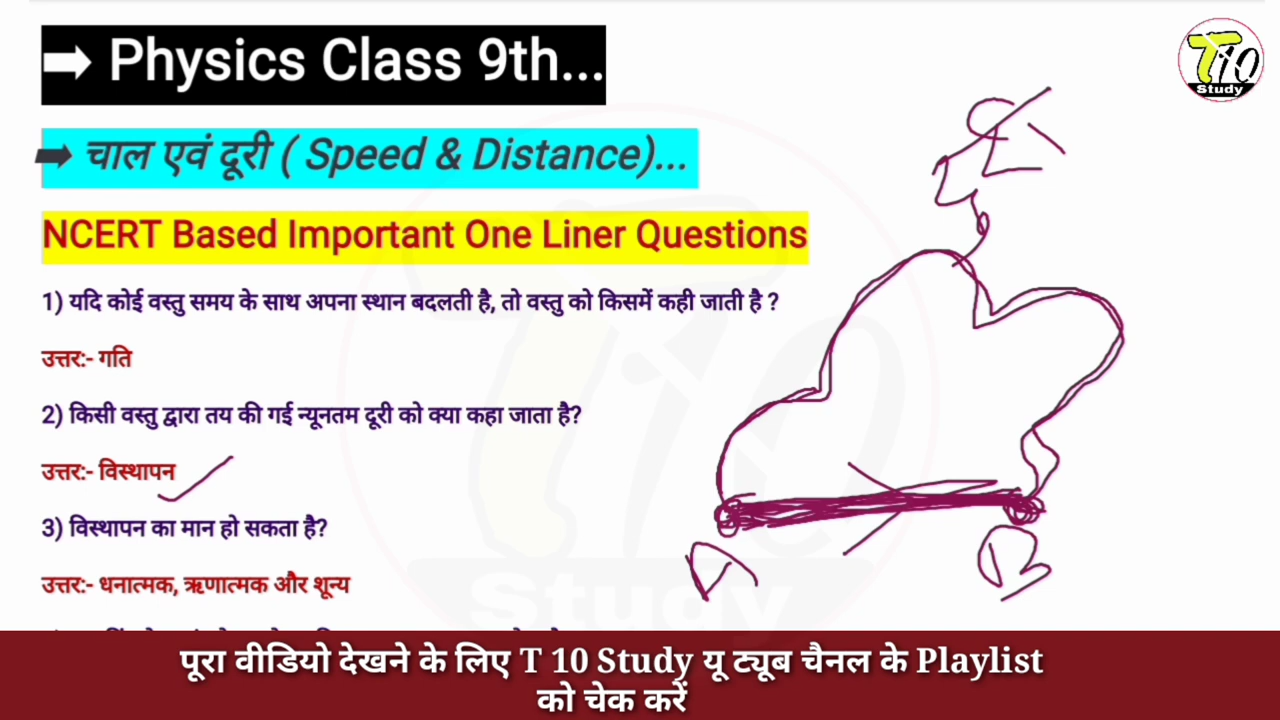 ➡ Physics Class 9th...
T10
Study
➡ चाल एवं दूरी ( Speed & Distance)...
NCERT Based Important One Liner Questions
1) यदि कोई वस्तु समय के साथ अपना स्थान बदलती है, तो वस्तु को किसमें कही जाती है ?
उत्तर:- गति
2) किसी वस्तु द्वारा तय की गई न्यूनतम दूरी को क्या कहा जाता है?
उत्तर:- विस्थापन
3) विस्थापन का मान हो सकता है?
उत्तर:- धनात्मक, ऋणात्मक और शून्य
A B
Study
पूरा वीडियो देखने के लिए T 10 Study यू ट्यूब चैनल के Playlist
को चेक करें